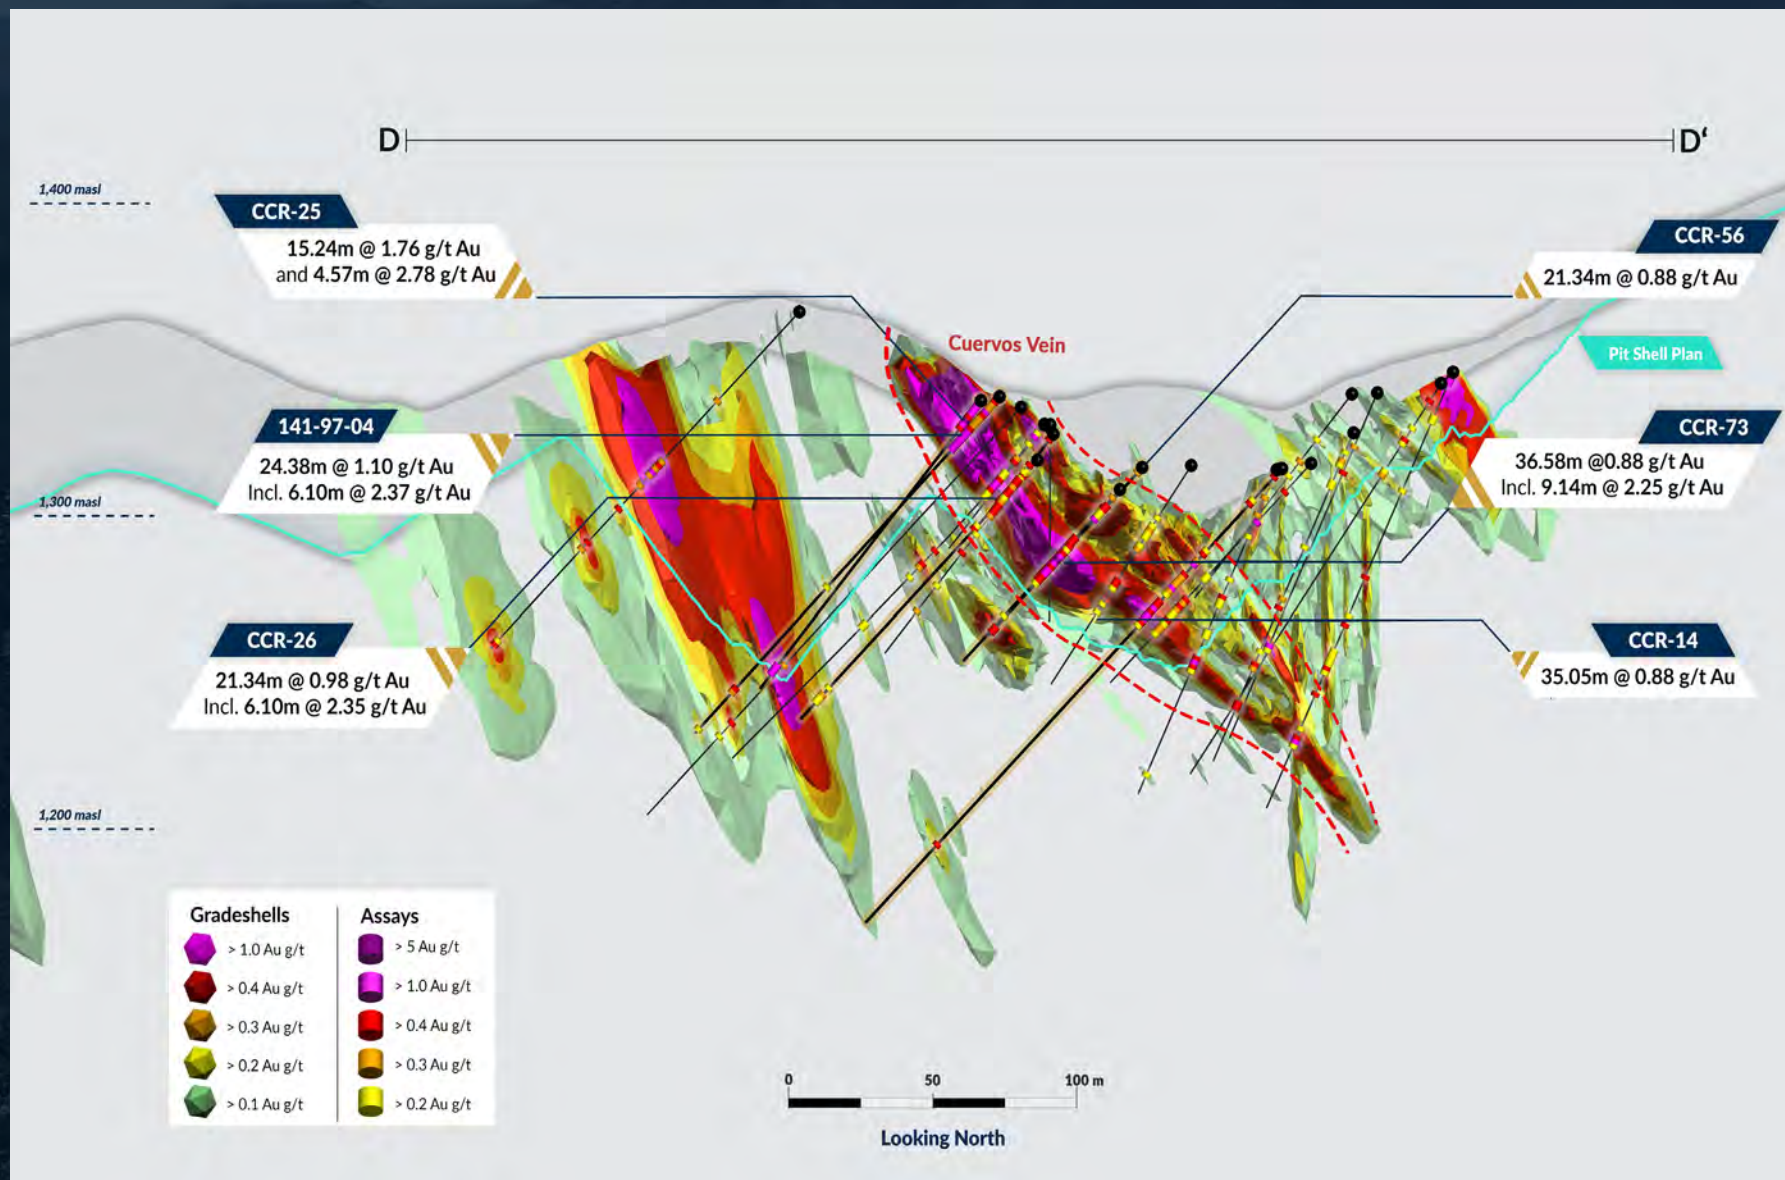 D
D‘
1,400 masl
CCR-25
15.24m @ 1.76 g/t Au
and 4.57m @ 2.78 g/t Au
CCR-56
21.34m @ 0.88 g/t Au
Cuervos Vein
Pit Shell Plan
141-97-04
24.38m @ 1.10 g/t Au
Incl. 6.10m @ 2.37 g/t Au
CCR-73
36.58m @0.88 g/t Au
Incl. 9.14m @ 2.25 g/t Au
1,300 masl
CCR-26
21.34m @ 0.98 g/t Au
Incl. 6.10m @ 2.35 g/t Au
CCR-14
35.05m @ 0.88 g/t Au
1,200 masl
Gradeshells
> 1.0 Au g/t
> 0.4 Au g/t
> 0.3 Au g/t
> 0.2 Au g/t
> 0.1 Au g/t
Assays
> 5 Au g/t
> 1.0 Au g/t
> 0.4 Au g/t
> 0.3 Au g/t
> 0.2 Au g/t
0 50 100 m
Looking North